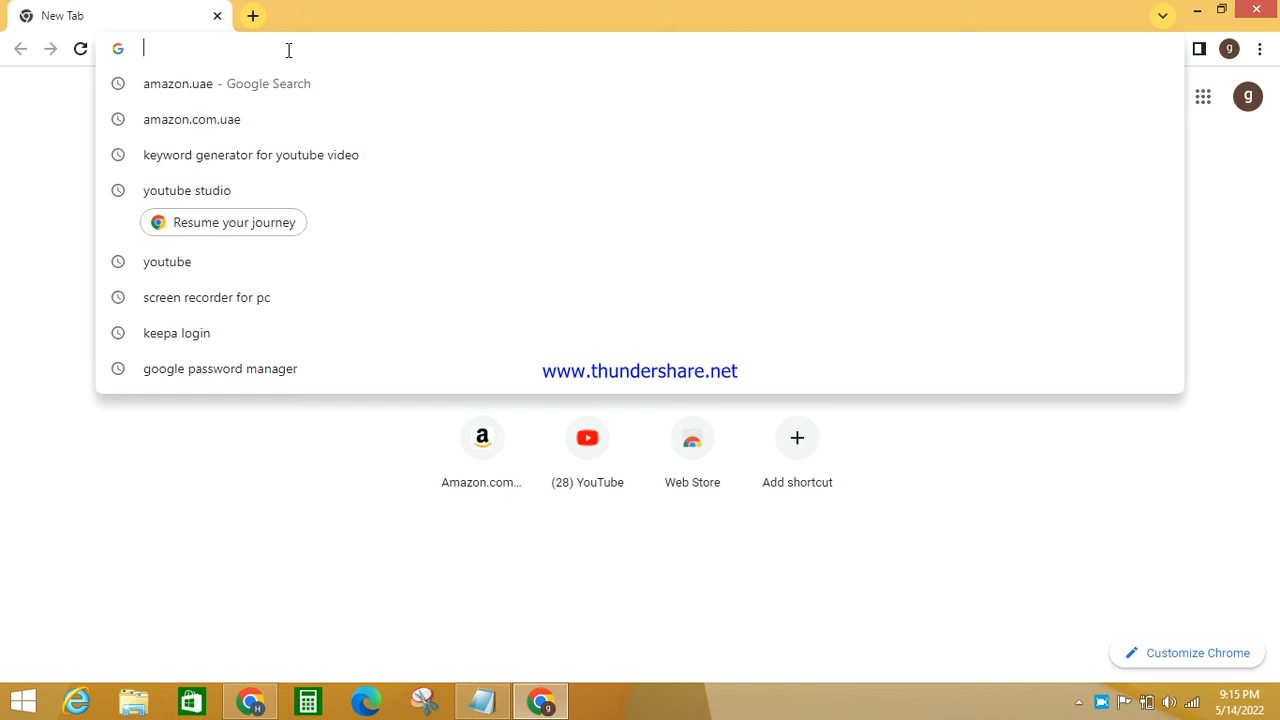 New Tab
g
amazon.uae - Google Search
amazon.com.uae
g
keyword generator for youtube video
youtube studio
Resume your journey
youtube
screen recorder for pc
keepa login
google password manager
www.thundershare.net
a
Amazon.com...
(28) YouTube
Web Store
Add shortcut
Customize Chrome
H
g
9:15 PM
5/14/2022